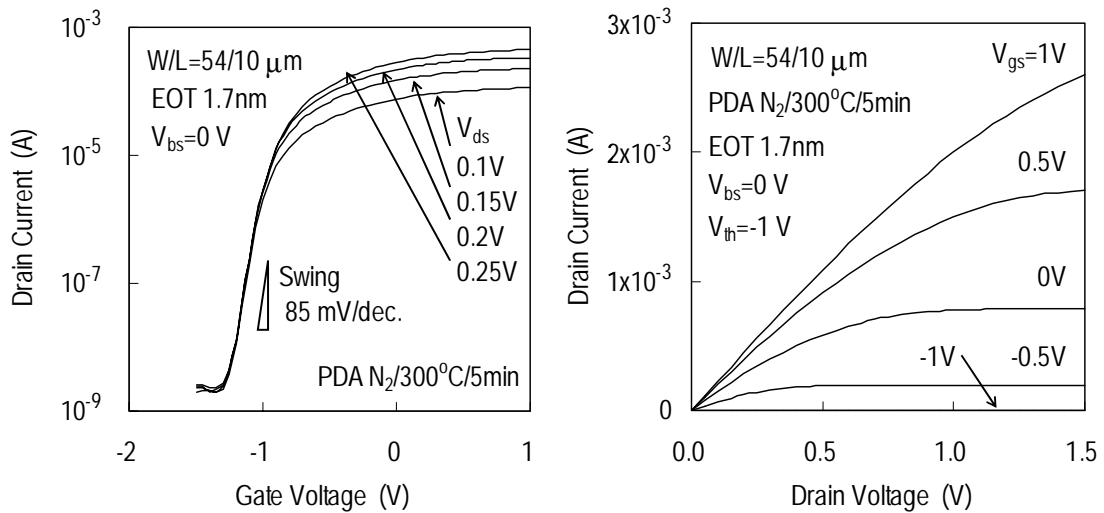 10⁻³
10⁻⁵
10⁻⁷
10⁻⁹
Drain Current (A)
W/L=54/10 μm
EOT 1.7nm
V_bs=0 V
V_ds
0.1V
0.15V
0.2V
0.25V
Swing
85 mV/dec.
PDA N₂/300°C/5min
-2
-1
0
1
Gate Voltage (V)
3x10⁻³
2x10⁻³
1x10⁻³
0
Drain Current (A)
W/L=54/10 μm
V_gs=1V
PDA N₂/300°C/5min
EOT 1.7nm
0.5V
V_bs=0 V
V_th=-1 V
0V
-1V
-0.5V
0.0
0.5
1.0
1.5
Drain Voltage (V)